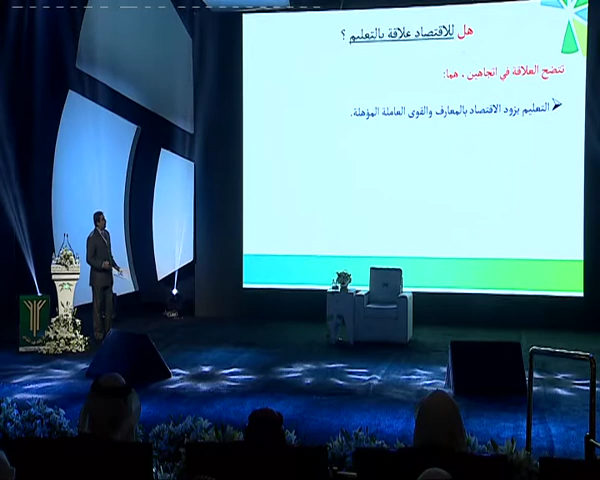 هل للاقتصاد علاقة بالتعليم ؟
تتضح العلاقة في اتجاهين ، هما:
التعليم يزود الاقتصاد بالمعارف والقوى العاملة المؤهلة.